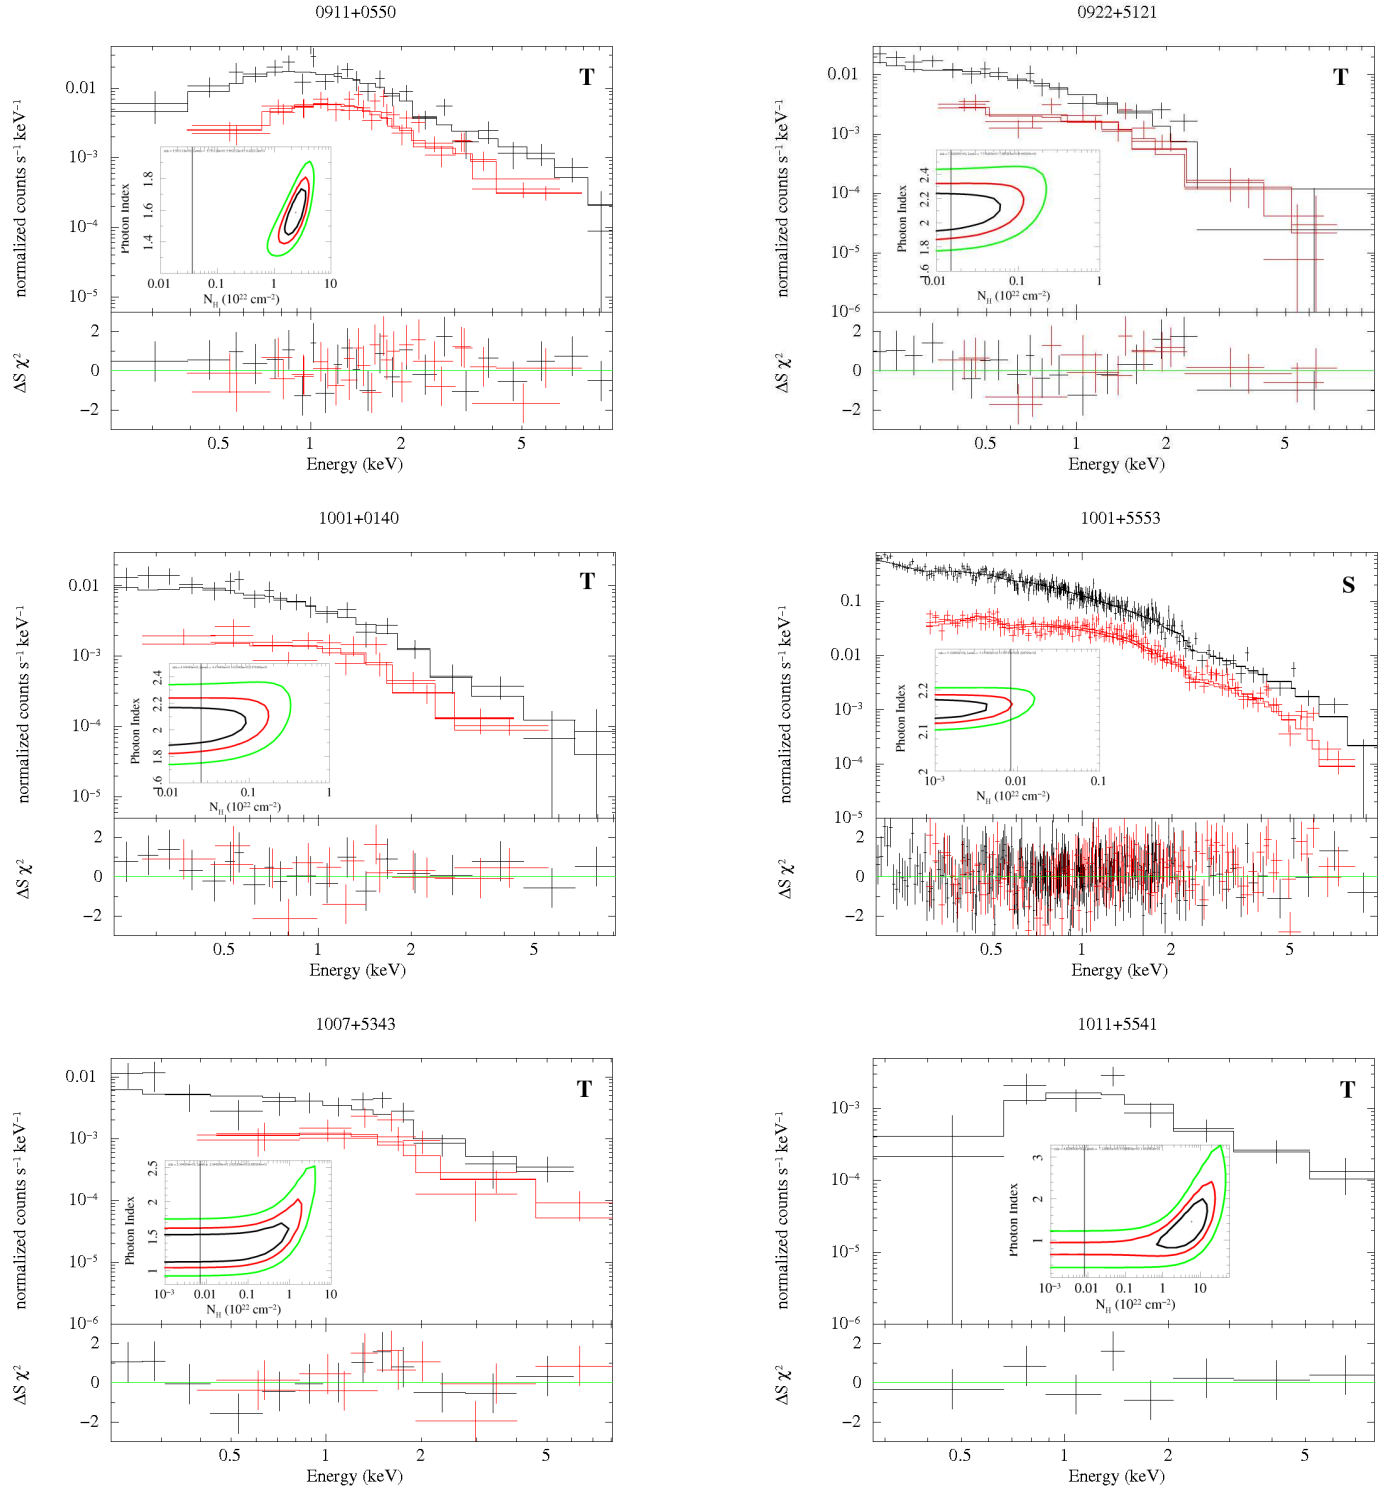 0911+0550
T
normalized counts s⁻¹ keV⁻¹
0.01
10⁻³
10⁻⁴
10⁻⁵
Photon Index
1.8
1.6
1.4
0.01 0.1 1 10
N_H (10²² cm⁻²)
ΔS χ²
2
0
−2
0.5 1 2 5
Energy (keV)
0922+5121
T
normalized counts s⁻¹ keV⁻¹
0.01
10⁻³
10⁻⁴
10⁻⁵
10⁻⁶
Photon Index
2.4
2.2
2
1.8
1.6
0.01 0.1 1
N_H (10²² cm⁻²)
ΔS χ²
2
0
−2
0.5 1 2 5
Energy (keV)
1001+0140
T
normalized counts s⁻¹ keV⁻¹
0.01
10⁻³
10⁻⁴
10⁻⁵
Photon Index
2.4
2.2
2
1.8
1.6
0.01 0.1 1
N_H (10²² cm⁻²)
ΔS χ²
2
0
−2
0.5 1 2 5
Energy (keV)
1001+5553
S
normalized counts s⁻¹ keV⁻¹
0.1
0.01
10⁻³
10⁻⁴
10⁻⁵
Photon Index
2.2
2.1
2
10⁻³ 0.01 0.1
N_H (10²² cm⁻²)
ΔS χ²
2
0
−2
0.5 1 2 5
Energy (keV)
1007+5343
T
normalized counts s⁻¹ keV⁻¹
0.01
10⁻³
10⁻⁴
10⁻⁵
10⁻⁶
Photon Index
2.5
2
1.5
1
10⁻³ 0.01 0.1 1 10
N_H (10²² cm⁻²)
ΔS χ²
2
0
−2
0.5 1 2 5
Energy (keV)
1011+5541
T
normalized counts s⁻¹ keV⁻¹
10⁻³
10⁻⁴
10⁻⁵
10⁻⁶
Photon Index
3
2
1
10⁻³ 0.01 0.1 1 10
N_H (10²² cm⁻²)
ΔS χ²
2
0
−2
0.5 1 2 5
Energy (keV)